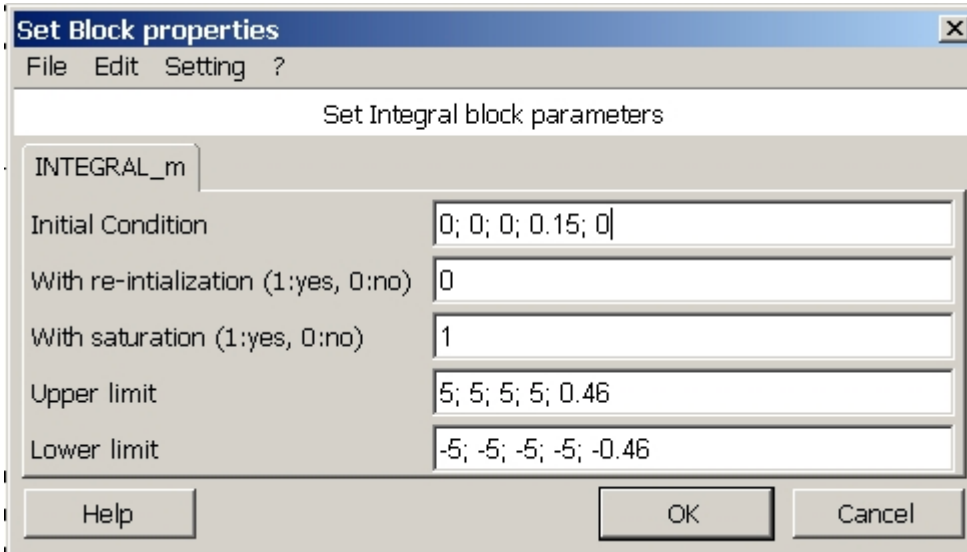 Set Block properties
File Edit Setting ?
Set Integral block parameters
INTEGRAL_m
Initial Condition 0; 0; 0; 0.15; 0
With re-intialization (1:yes, 0:no) 0
With saturation (1:yes, 0:no) 1
Upper limit 5; 5; 5; 5; 0.46
Lower limit -5; -5; -5; -5; -0.46
Help OK Cancel